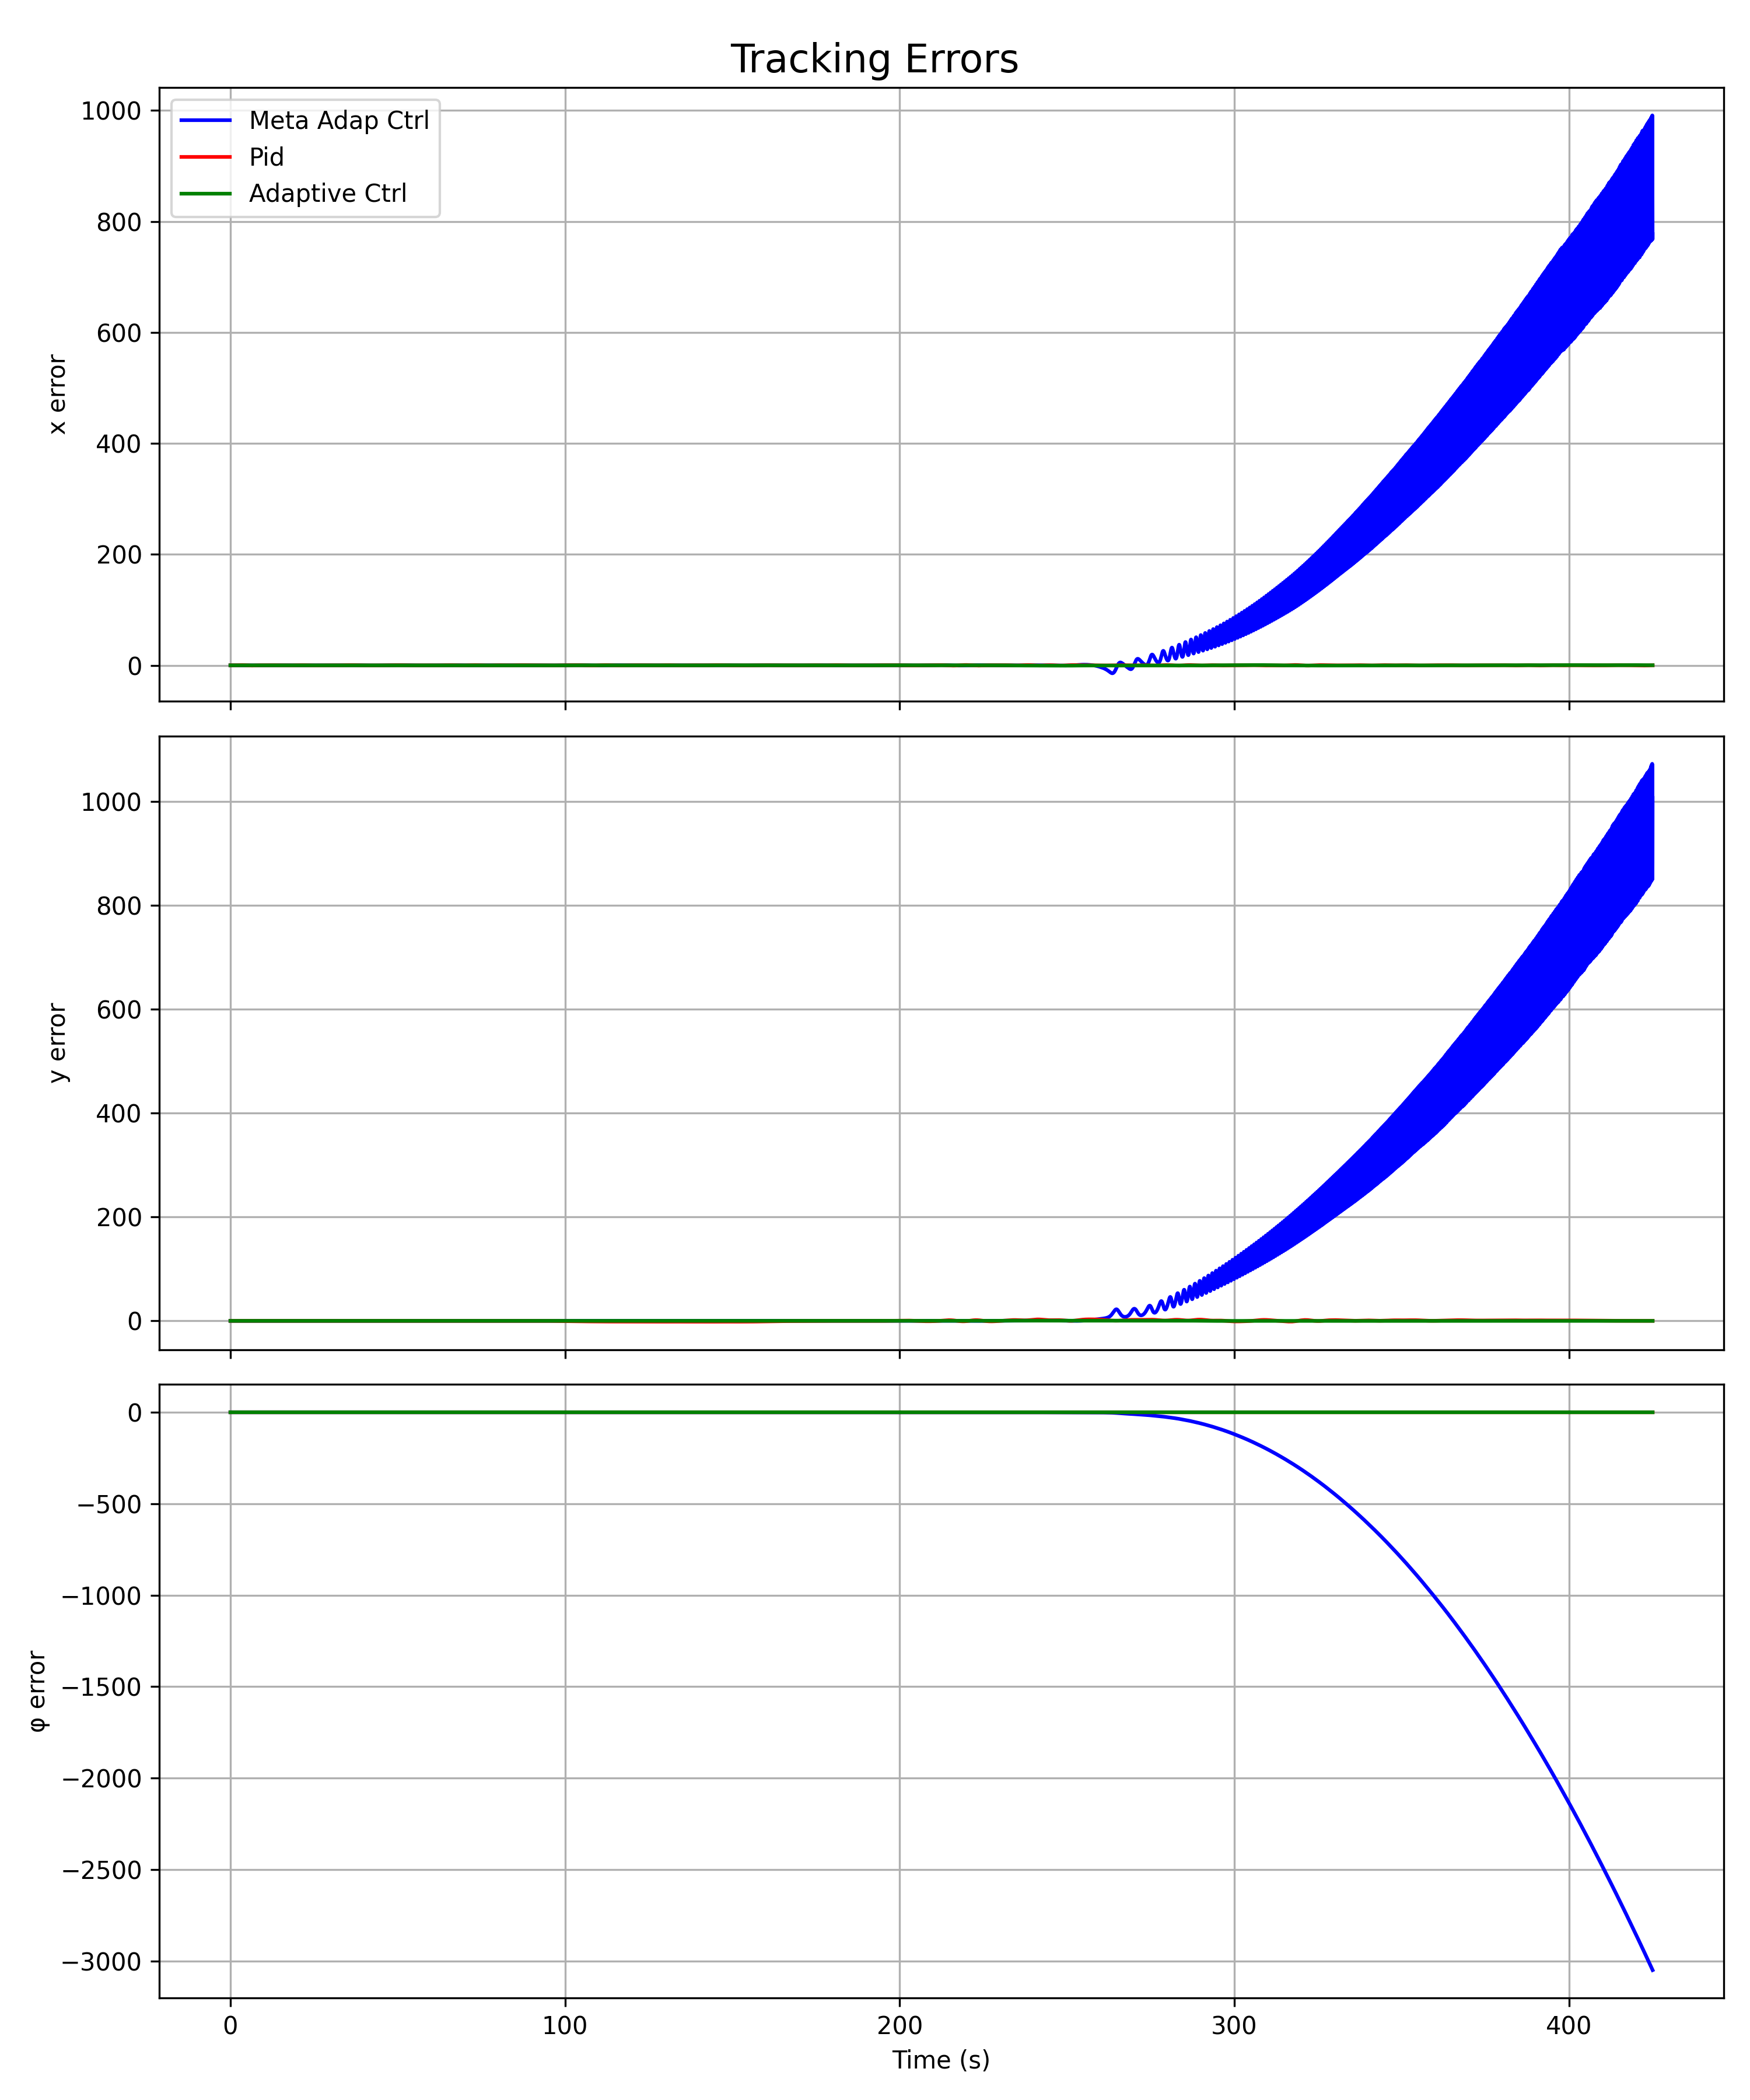 Tracking Errors
1000
800
600
400
200
0
x error
Meta Adap Ctrl
Pid
Adaptive Ctrl
1000
800
600
400
200
0
y error
0
−500
−1000
−1500
−2000
−2500
−3000
φ error
0 100 200 300 400
Time (s)